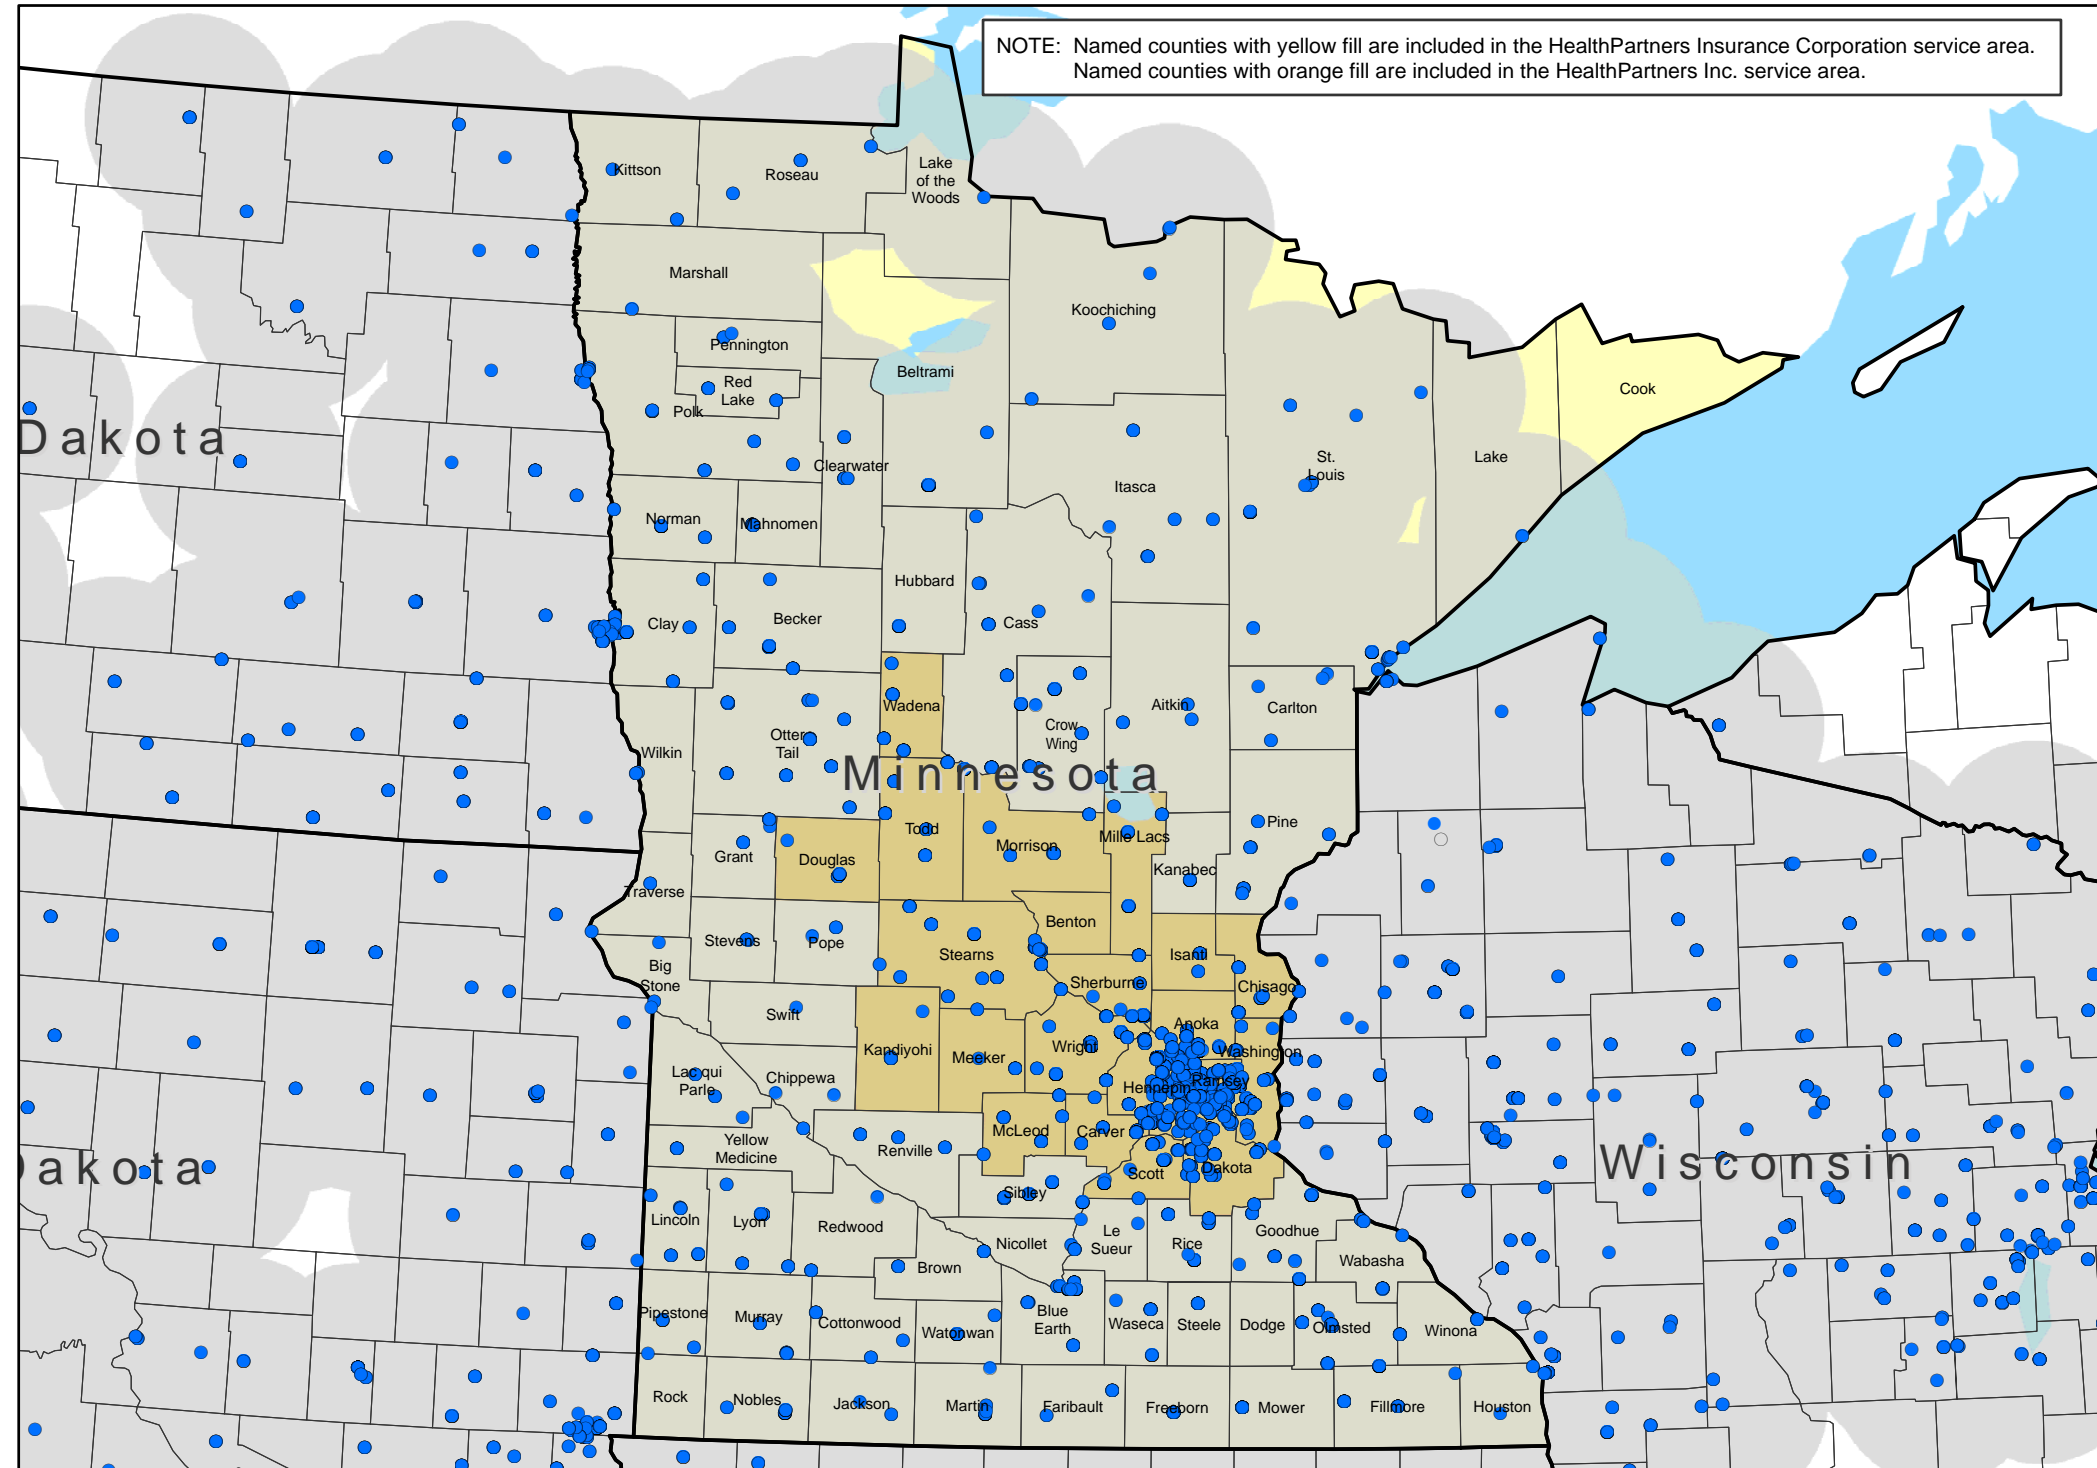 NOTE: Named counties with yellow fill are included in the HealthPartners Insurance Corporation service area.
Named counties with orange fill are included in the HealthPartners Inc. service area.
Kittson
Roseau
Lake
of the
Woods
Marshall
Koochiching
Pennington
Beltrami
Red
Lake
Polk
Cook
Dakota
Clearwater
St.
Louis
Lake
Itasca
Norman
Mahnomen
Hubbard
Clay
Becker
Cass
Wadena
Aitkin
Carlton
Crow
Wing
Otter
Tail
Wilkin
Minnesota
Pine
Todd
Morrison
Mille Lacs
Grant
Douglas
Kanabec
Traverse
Benton
Stevens
Pope
Stearns
Isanti
Big
Stone
Sherburne
Chisago
Swift
Anoka
Kandiyohi
Meeker
Wright
Washington
Lac qui
Parle
Chippewa
Hennepin
Ramsey
McLeod
Carver
Yellow
Medicine
Renville
Dakota
Scott
Dakota
Wisconsin
Sibley
Lincoln
Lyon
Redwood
Le
Sueur
Goodhue
Nicollet
Rice
Brown
Wabasha
Pipestone
Murray
Cottonwood
Watonwan
Blue
Earth
Waseca
Steele
Dodge
Olmsted
Winona
Rock
Nobles
Jackson
Martin
Faribault
Freeborn
Mower
Fillmore
Houston